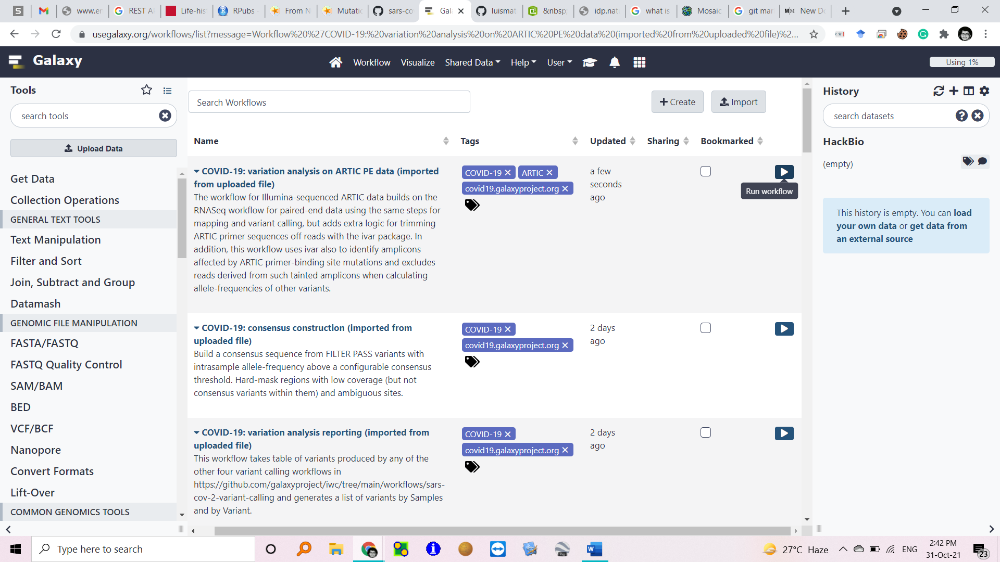 S
www.en
REST A
Life-his
RPubs -
From N
Mutatio
sars-co
Gala
luismat
&nbsp;
idp.nat
what is
Mosaic
git mar
New Do
usegalaxy.org/workflows/list?message=Workflow%20%27COVID-19:%20variation%20analysis%20on%20ARTIC%20PE%20data%20(imported%20from%20uploaded%20file)%2...
Galaxy
Workflow
Visualize
Shared Data
Help
User
Using 1%
Tools
search tools
Upload Data
Get Data
Collection Operations
GENERAL TEXT TOOLS
Text Manipulation
Filter and Sort
Join, Subtract and Group
Datamash
GENOMIC FILE MANIPULATION
FASTA/FASTQ
FASTQ Quality Control
SAM/BAM
BED
VCF/BCF
Nanopore
Convert Formats
Lift-Over
COMMON GENOMICS TOOLS
Search Workflows
Create
Import
Name
Tags
Updated
Sharing
Bookmarked
COVID-19: variation analysis on ARTIC PE data (imported
from uploaded file)
The workflow for Illumina-sequenced ARTIC data builds on the
RNASeq workflow for paired-end data using the same steps for
mapping and variant calling, but adds extra logic for trimming
ARTIC primer sequences off reads with the ivar package. In
addition, this workflow uses ivar also to identify amplicons
affected by ARTIC primer-binding site mutations and excludes
reads derived from such tainted amplicons when calculating
allele-frequencies of other variants.
COVID-19
ARTIC
covid19.galaxyproject.org
a few
seconds
ago
Run workflow
COVID-19: consensus construction (imported from
uploaded file)
Build a consensus sequence from FILTER PASS variants with
intrasample allele-frequency above a configurable consensus
threshold. Hard-mask regions with low coverage (but not
consensus variants within them) and ambiguous sites.
COVID-19
covid19.galaxyproject.org
2 days
ago
COVID-19: variation analysis reporting (imported from
uploaded file)
This workflow takes table of variants produced by any of the
other four variant calling workflows in
https://github.com/galaxyproject/iwc/tree/main/workflows/sars-
cov-2-variant-calling and generates a list of variants by Samples
and by Variant.
COVID-19
covid19.galaxyproject.org
2 days
ago
History
search datasets
HackBio
(empty)
This history is empty. You can load
your own data or get data from
an external source
Type here to search
27°C Haze
ENG
2:42 PM
31-Oct-21
23